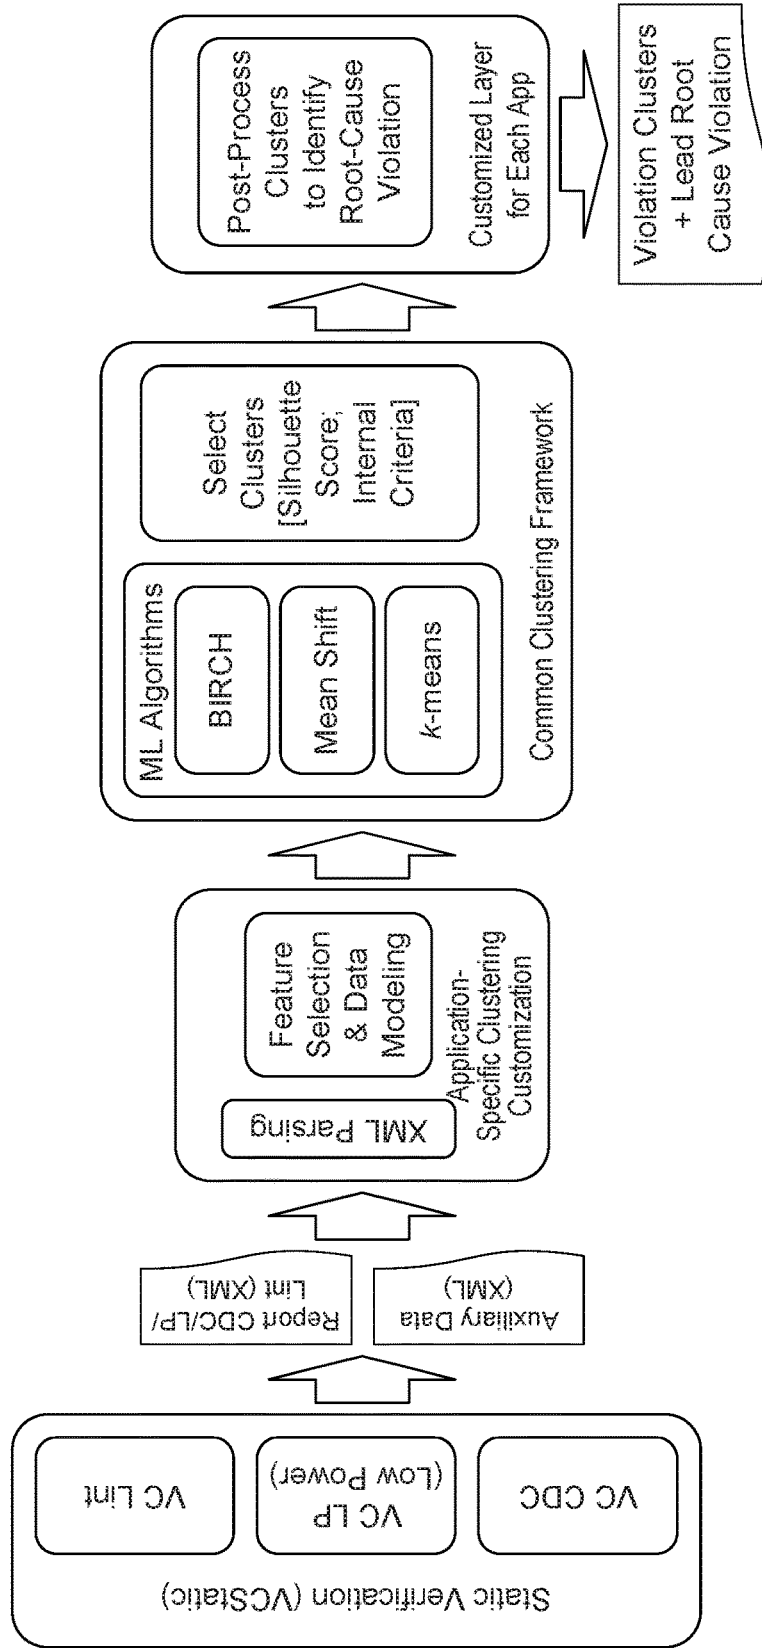 Static Verification (VCStatic)
VC Lint
VC LP
(Low Power)
VC CDC
Report CDC/LP/
Lint (XML)
Auxiliary Data
(XML)
XML Parsing
Feature
Selection
& Data
Modeling
Application-
Specific Clustering
Customization
ML Algorithms
BIRCH
Mean Shift
k-means
Select
Clusters
[Silhouette
Score;
Internal
Criteria]
Common Clustering Framework
Post-Process
Clusters
to Identify
Root-Cause
Violation
Customized Layer
for Each App
Violation Clusters
+ Lead Root
Cause Violation